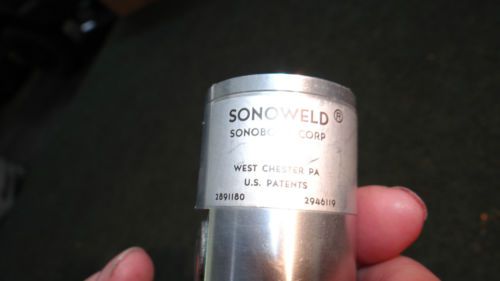 SONOWELD ®
CORP
WEST CHESTER PA
U.S. PATENTS
2891180 2946119